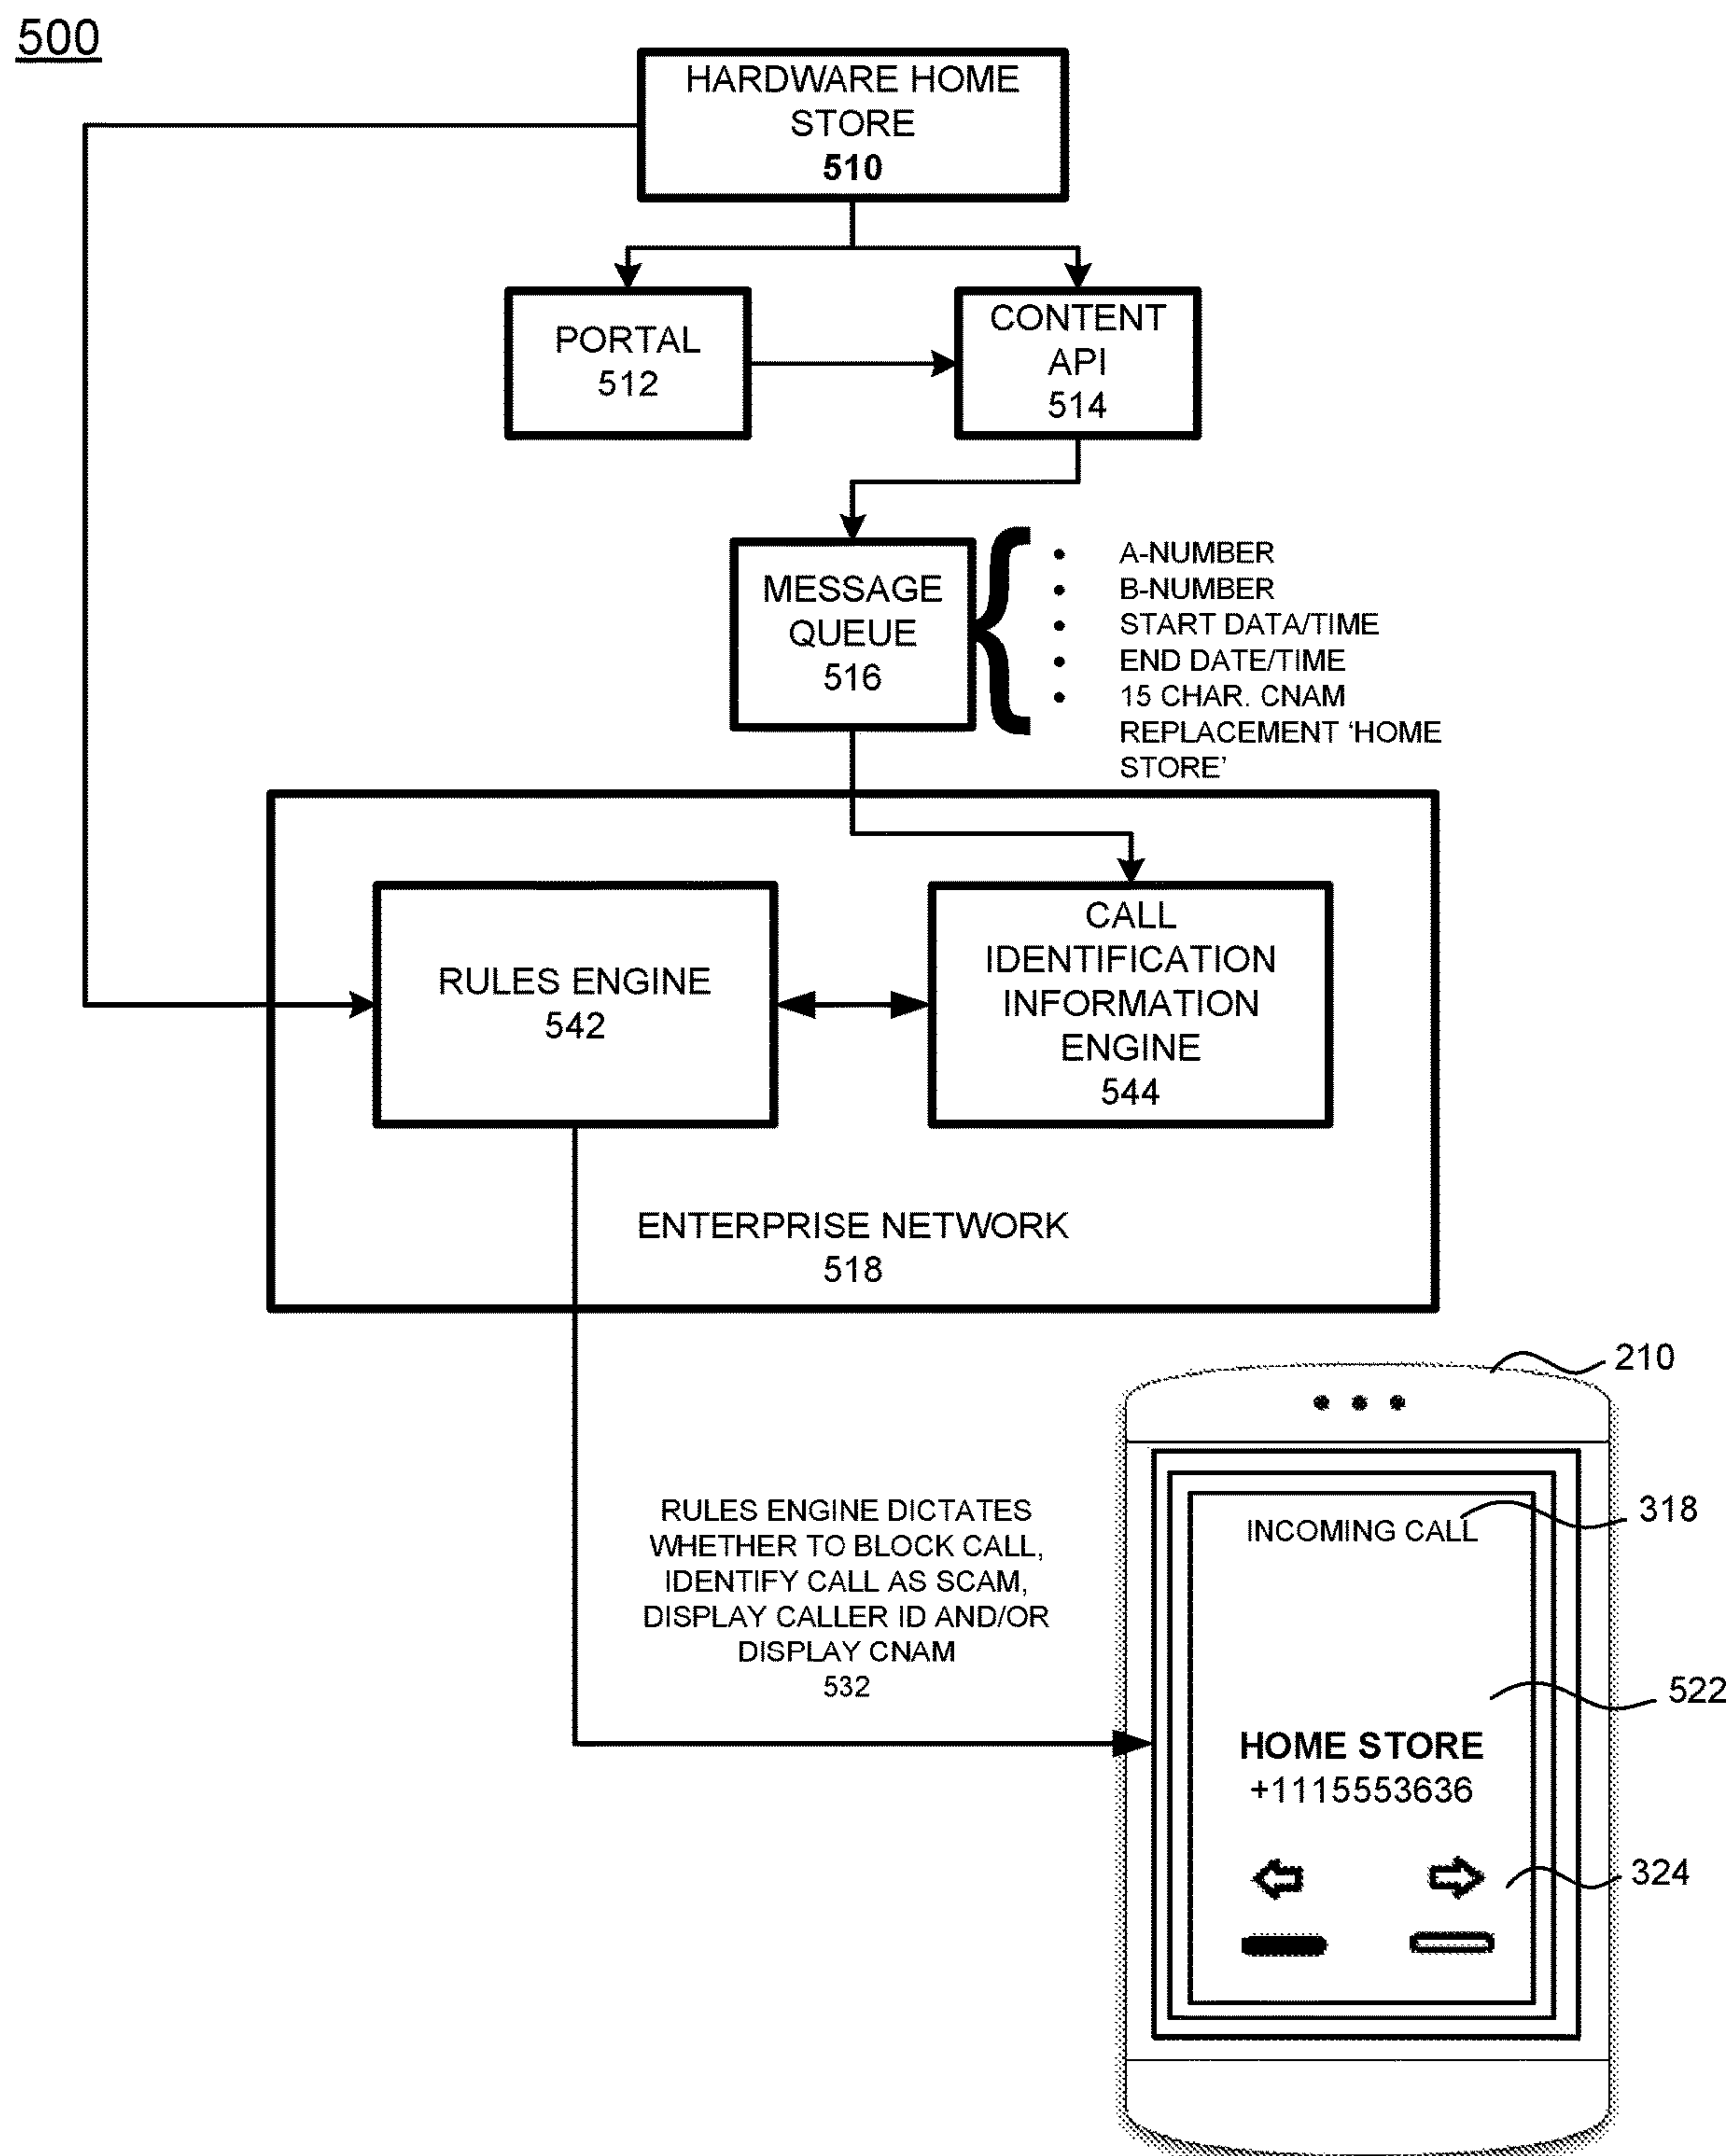 500
HARDWARE HOME
STORE
510
PORTAL
512
CONTENT
API
514
MESSAGE
QUEUE
516
• A-NUMBER
• B-NUMBER
• START DATA/TIME
• END DATE/TIME
• 15 CHAR. CNAM
REPLACEMENT ‘HOME
STORE’
RULES ENGINE
542
CALL
IDENTIFICATION
INFORMATION
ENGINE
544
ENTERPRISE NETWORK
518
RULES ENGINE DICTATES
WHETHER TO BLOCK CALL,
IDENTIFY CALL AS SCAM,
DISPLAY CALLER ID AND/OR
DISPLAY CNAM
532
210
INCOMING CALL
318
522
HOME STORE
+1115553636
324